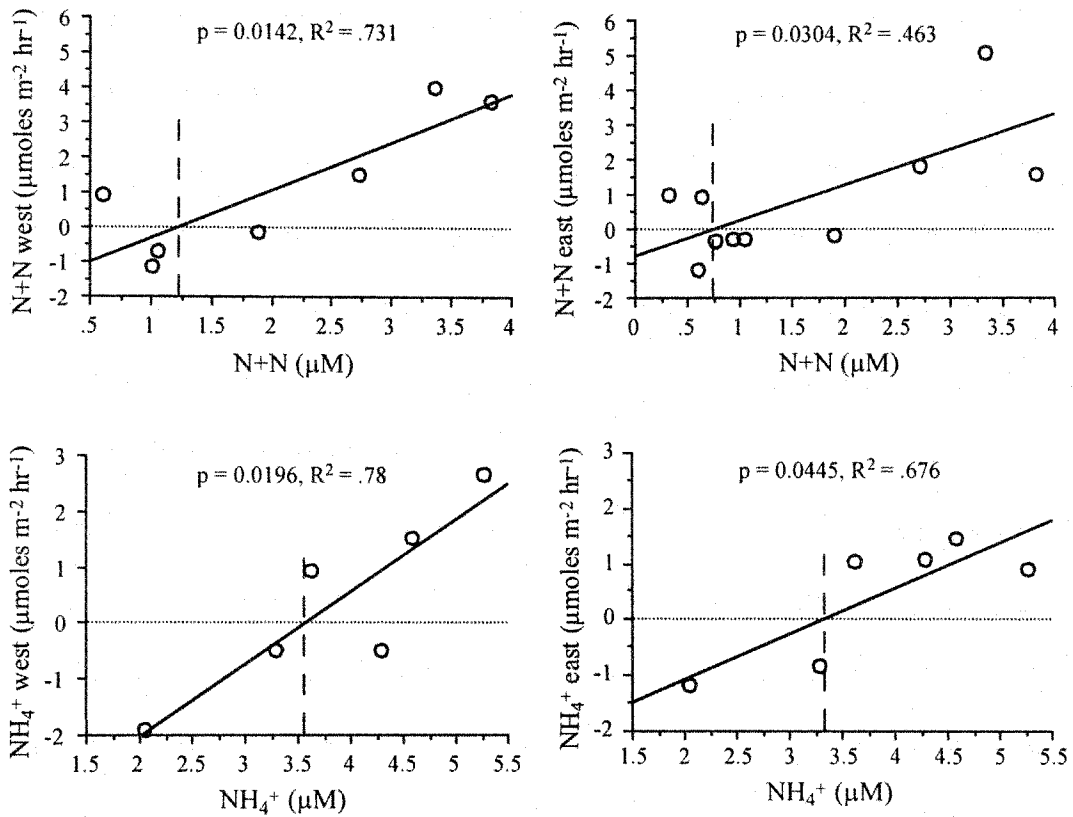 p = 0.0142, R² = .731
N+N west (µmoles m⁻² hr⁻¹)
6
5
4
3
2
1
0
-1
-2
.5 1 1.5 2 2.5 3 3.5 4
N+N (µM)
p = 0.0304, R² = .463
N+N east (µmoles m⁻² hr⁻¹)
6
5
4
3
2
1
0
-1
-2
0 .5 1 1.5 2 2.5 3 3.5 4
N+N (µM)
p = 0.0196, R² = .78
NH₄⁺ west (µmoles m⁻² hr⁻¹)
3
2
1
0
-1
-2
1.5 2 2.5 3 3.5 4 4.5 5 5.5
NH₄⁺ (µM)
p = 0.0445, R² = .676
NH₄⁺ east (µmoles m⁻² hr⁻¹)
3
2
1
0
-1
-2
1.5 2 2.5 3 3.5 4 4.5 5 5.5
NH₄⁺ (µM)